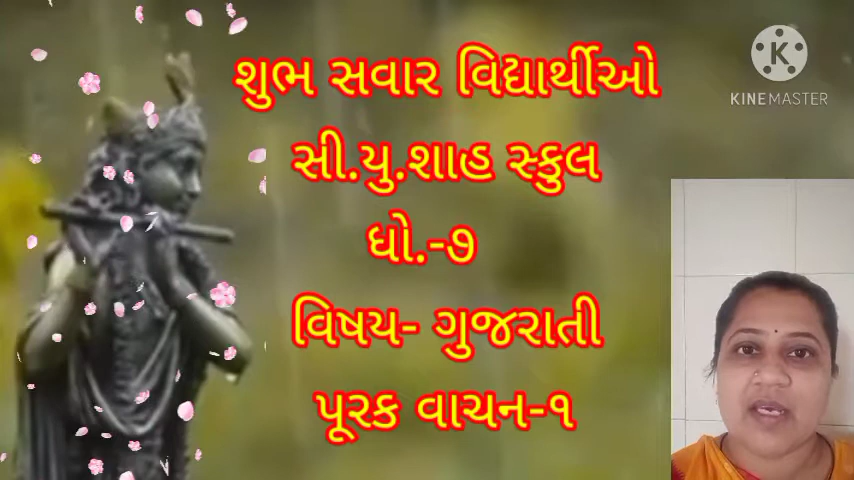 શુભ સવાર વિદ્યાર્થીઓ
સી.યુ.શાહ સ્કુલ
ધો.-૭
વિષય- ગુજરાતી
પૂરક વાચન-૧
KINEMASTER